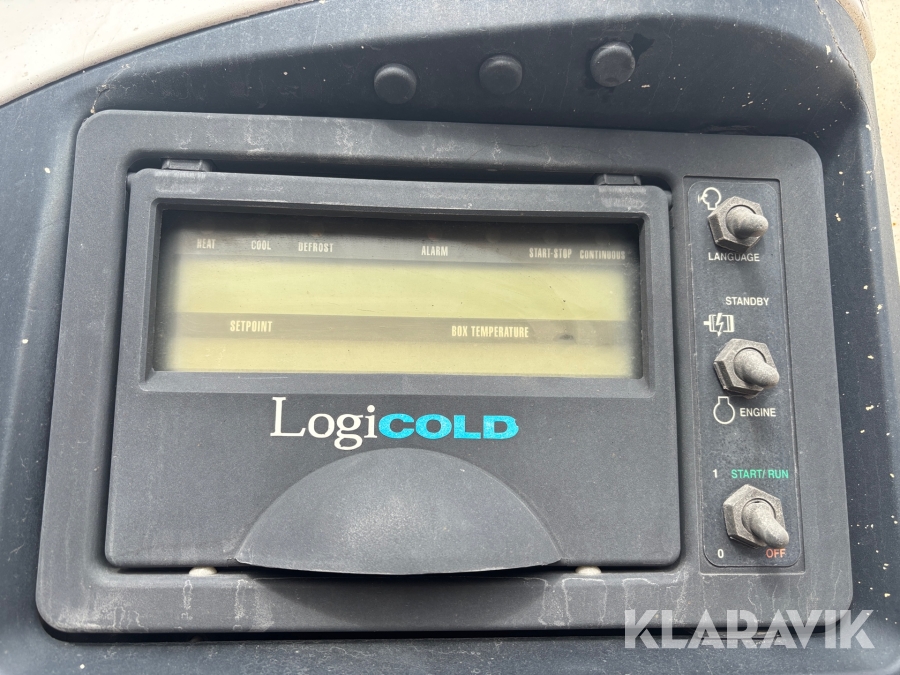 HEAT COOL DEFROST ALARM START-STOP CONTINUOUS
SETPOINT BOX TEMPERATURE
LogiCOLD
LANGUAGE
STANDBY
ENGINE
1 START/RUN
0 OFF
KLARAVIK